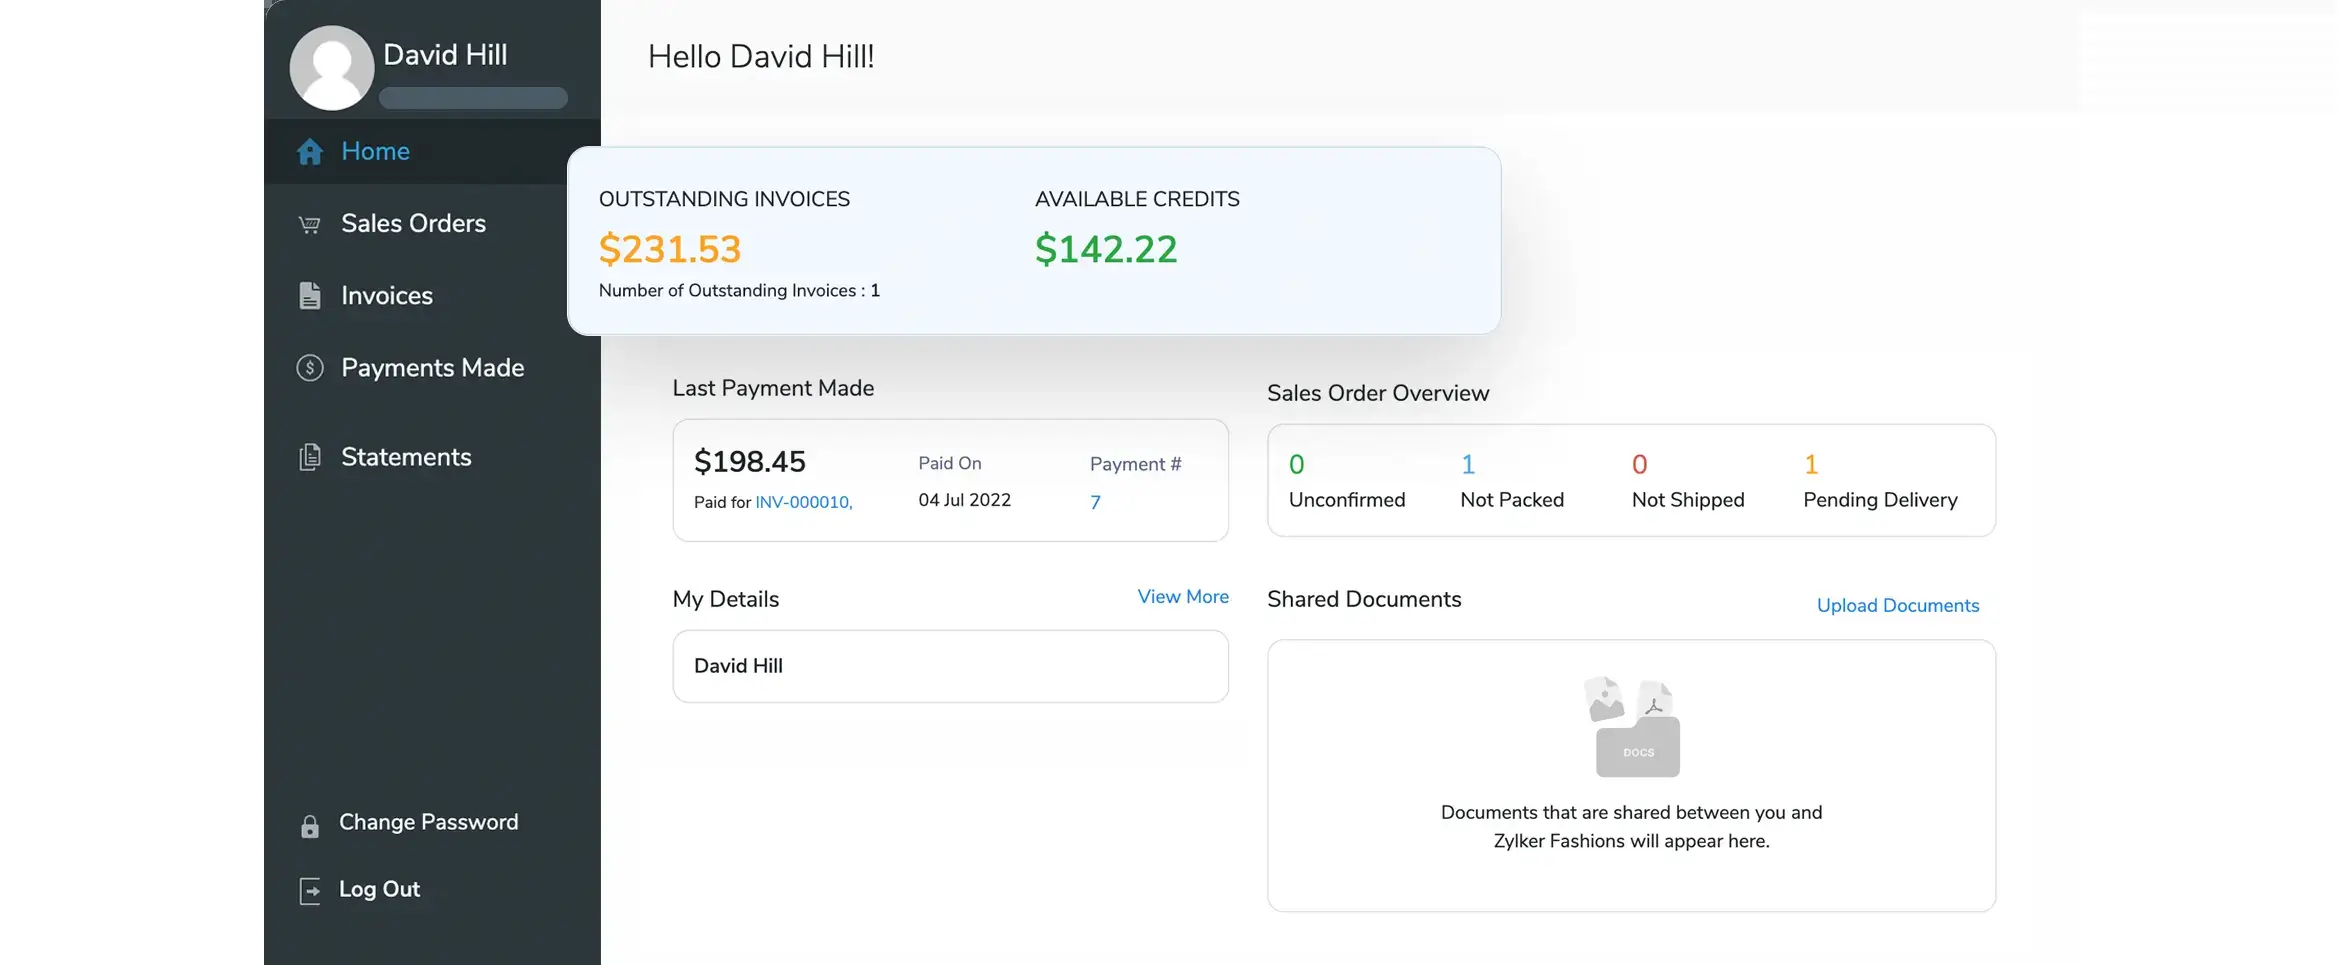 David Hill
Home
Sales Orders
Invoices
Payments Made
Statements
Change Password
Log Out
Hello David Hill!
OUTSTANDING INVOICES
$231.53
Number of Outstanding Invoices : 1
AVAILABLE CREDITS
$142.22
Last Payment Made
$198.45
Paid for INV-000010,
Paid On
04 Jul 2022
Payment #
7
Sales Order Overview
0
Unconfirmed
1
Not Packed
0
Not Shipped
1
Pending Delivery
My Details
View More
David Hill
Shared Documents
Upload Documents
DOCS
Documents that are shared between you and
Zylker Fashions will appear here.